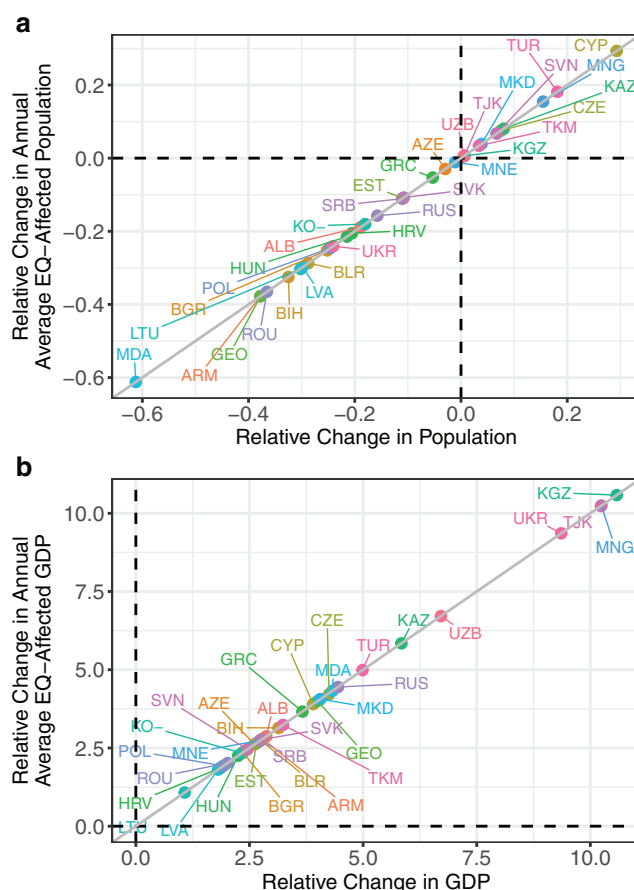 a
Relative Change in Annual
Average EQ−Affected Population
0.2
0.0
−0.2
−0.4
−0.6
TUR
CYP
SVN
MNG
MKD
KAZ
TJK
CZE
UZB
TKM
AZE
KGZ
GRC
MNE
EST
SVK
SRB
RUS
KO−
ALB
HRV
HUN
UKR
POL
BLR
BGR
LVA
LTU
BIH
ROU
MDA
GEO
ARM
−0.6
−0.4
−0.2
0.0
0.2
Relative Change in Population
b
Relative Change in Annual
Average EQ−Affected GDP
10.0
7.5
5.0
2.5
0.0
KGZ
UKR
TJK
MNG
CZE
KAZ
UZB
CYP
TUR
GRC
MDA
RUS
SVN
AZE
ALB
MKD
KO−
BIH
SVK
GEO
POL
MNE
SRB
TKM
ROU
EST
BLR
HRV
HUN
BGR
ARM
LTU
LVA
0.0
2.5
5.0
7.5
10.0
Relative Change in GDP